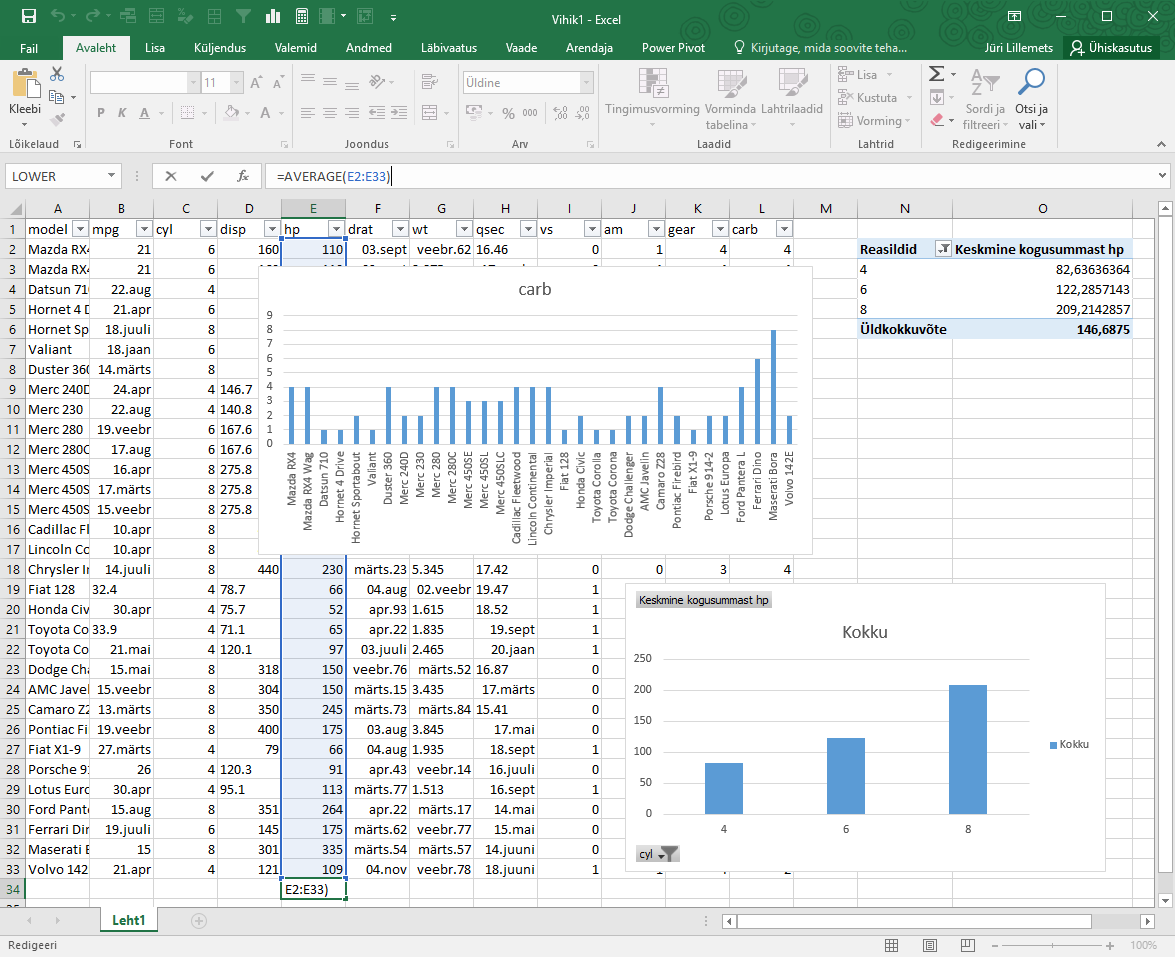 Vihik1 - Excel
Fail Avaleht Lisa Küljendus Valemid Andmed Läbivaatus Vaade Arendaja Power Pivot Kirjutage, mida soovite teha... Jüri Lillemets Ühiskasutus
Kleebi
11
P K A
Üldine
% 000
Tingimusvorming Vorminda tabelina Lahtrilaadid
Lisa
Kustuta
Vorming
Sordi ja filtreeri
Otsi ja vali
Lõikelaud Font Joondus Arv Laadid Lahtrid Redigeerimine
LOWER =AVERAGE(E2:E33)
A B C D E F G H I J K L M N O
1 model mpg cyl disp hp drat wt qsec vs am gear carb
2 Mazda RX4 21 6 160 110 03.sept veebr.62 16.46 0 1 4 4 Reasildid Keskmine kogusummast hp
3 Mazda RX4 21 6 4 82,63636364
4 Datsun 710 22.aug 4 6 122,2857143
5 Hornet 4 D 21.apr 6 8 209,2142857
6 Hornet Sp 18.juuli 8 Üldkokkuvõte 146,6875
7 Valiant 18.jaan 6
8 Duster 360 14.märts 8
9 Merc 240D 24.apr 4 146.7
10 Merc 230 22.aug 4 140.8
11 Merc 280 19.veebr 6 167.6
12 Merc 280C 17.aug 6 167.6
13 Merc 450S 16.apr 8 275.8
14 Merc 450S 17.märts 8 275.8
15 Merc 450S 15.veebr 8 275.8
16 Cadillac Fl 10.apr 8
17 Lincoln Co 10.apr 8
carb
9
8
7
6
5
4
3
2
1
0
Mazda RX4
Mazda RX4 Wag
Datsun 710
Hornet 4 Drive
Hornet Sportabout
Valiant
Duster 360
Merc 240D
Merc 230
Merc 280
Merc 280C
Merc 450SE
Merc 450SL
Merc 450SLC
Cadillac Fleetwood
Lincoln Continental
Chrysler Imperial
Fiat 128
Honda Civic
Toyota Corolla
Toyota Corona
Dodge Challenger
AMC Javelin
Camaro Z28
Pontiac Firebird
Fiat X1-9
Porsche 914-2
Lotus Europa
Ford Pantera L
Ferrari Dino
Maserati Bora
Volvo 142E
18 Chrysler Ir 14.juuli 8 440 230 märts.23 5.345 17.42 0 0 3 4
19 Fiat 128 32.4 4 78.7 66 04.aug 02.veebr 19.47 1
20 Honda Civ 30.apr 4 75.7 52 apr.93 1.615 18.52 1
21 Toyota Co 33.9 4 71.1 65 apr.22 1.835 19.sept 1
22 Toyota Co 21.mai 4 120.1 97 03.juuli 2.465 20.jaan 1
23 Dodge Cha 15.mai 8 318 150 veebr.76 märts.52 16.87 0
24 AMC Javel 15.veebr 8 304 150 märts.15 3.435 17.märts 0
25 Camaro Z2 13.märts 8 350 245 märts.73 märts.84 15.41 0
26 Pontiac Fi 19.veebr 8 400 175 03.aug 3.845 17.mai 0
27 Fiat X1-9 27.märts 4 79 66 04.aug 1.935 18.sept 1
28 Porsche 91 26 4 120.3 91 apr.43 veebr.14 16.juuli 0
29 Lotus Euro 30.apr 4 95.1 113 märts.77 1.513 16.sept 1
30 Ford Pant 15.aug 8 351 264 apr.22 märts.17 14.mai 0
31 Ferrari Din 19.juuli 6 145 175 märts.62 veebr.77 15.mai 0
32 Maserati B 15 8 301 335 märts.54 märts.57 14.juuni 0
33 Volvo 142 21.apr 4 121 109 04.nov veebr.78 18.juuni 1
34 E2:E33)
Keskmine kogusummast hp
Kokku
250
200
150
100
50
0
4 6 8
Kokku
cyl
Leht1
Redigeeri 100%